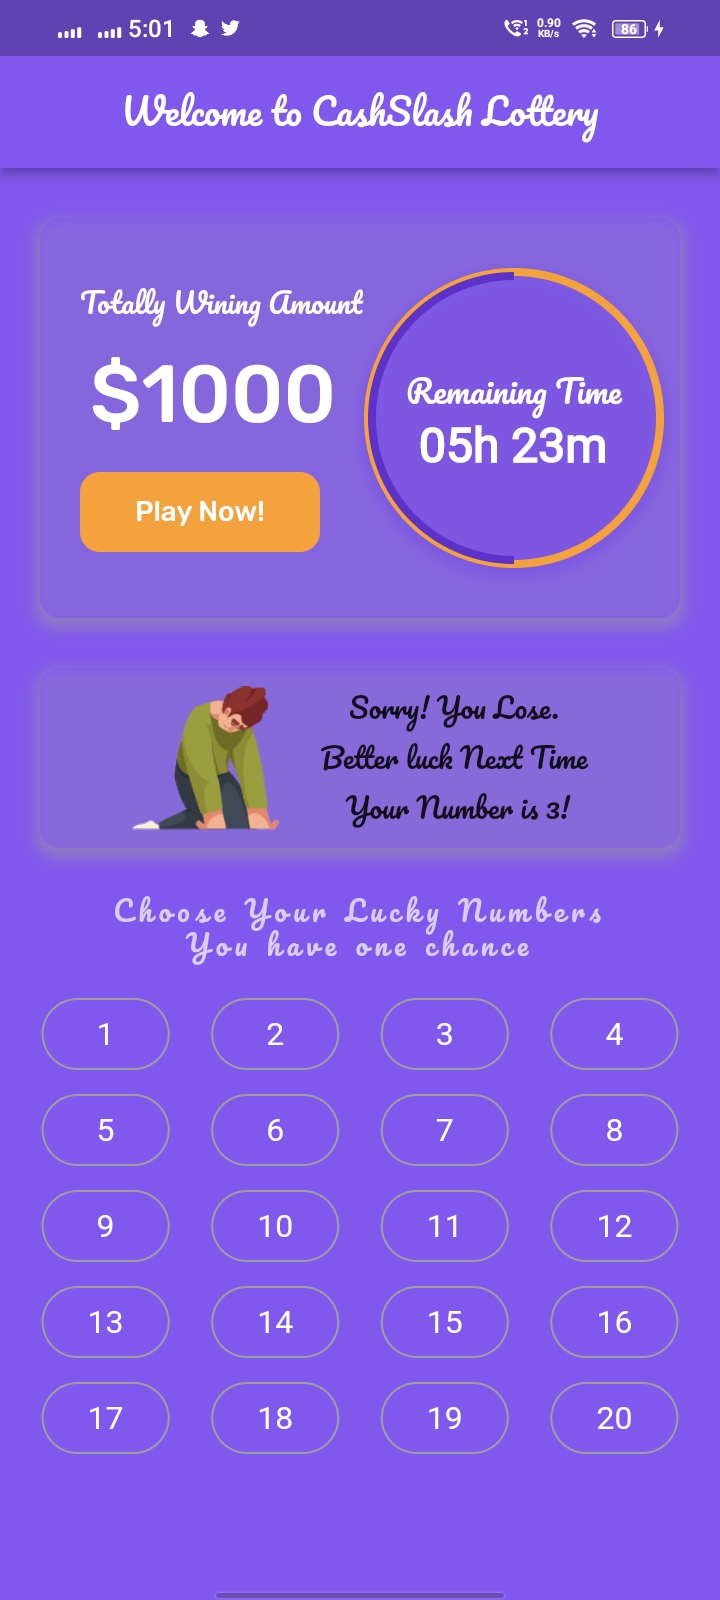 5:01
0.90
KB/s
86
Welcome to CashSlash Lottery
Totally Wining Amount
$1000
Play Now!
Remaining Time
05h 23m
Sorry! You Lose.
Better luck Next Time
Your Number is 3!
Choose Your Lucky Numbers
You have one chance
1 2 3 4
5 6 7 8
9 10 11 12
13 14 15 16
17 18 19 20